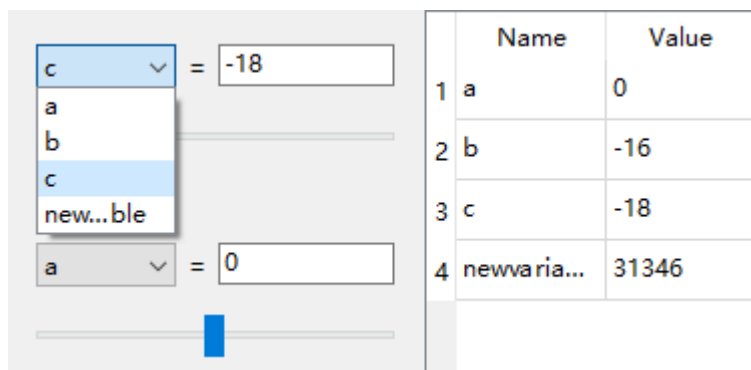 c = -18
a
b
c
new...ble
a = 0
Name Value
1 a 0
2 b -16
3 c -18
4 newvaria... 31346